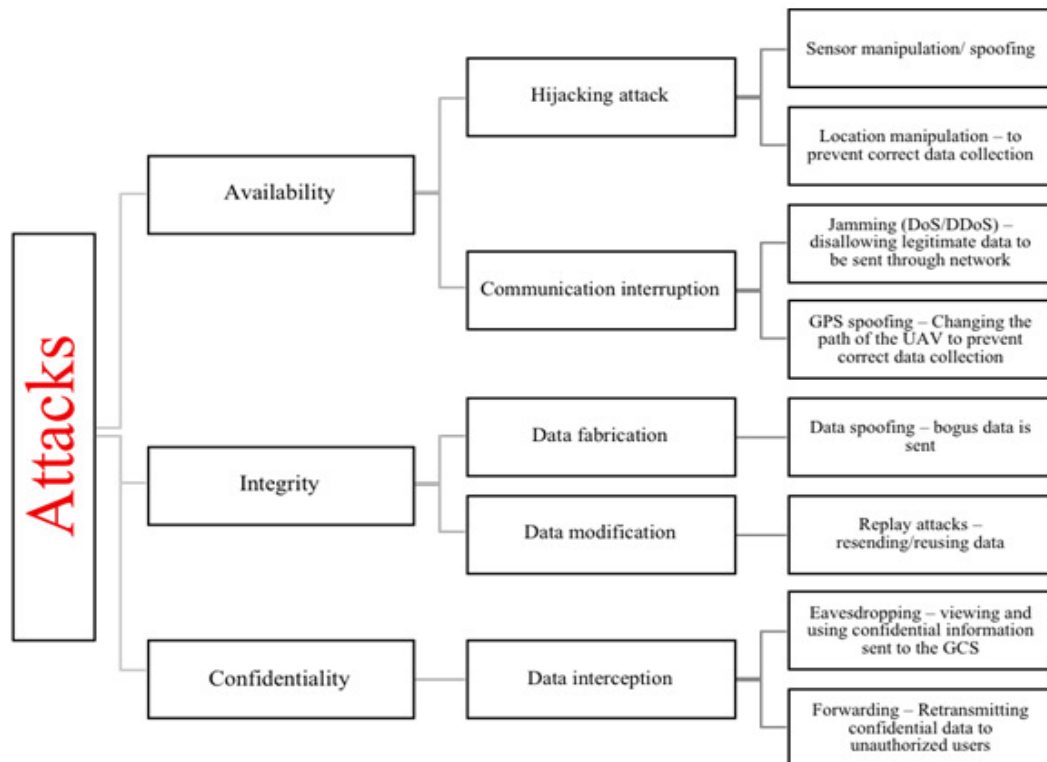 Attacks
Availability
Hijacking attack
Sensor manipulation/ spoofing
Location manipulation – to
prevent correct data collection
Communication interruption
Jamming (DoS/DDoS) –
disallowing legitimate data to
be sent through network
GPS spoofing – Changing the
path of the UAV to prevent
correct data collection
Integrity
Data fabrication
Data spoofing – bogus data is
sent
Data modification
Replay attacks –
resending/reusing data
Confidentiality
Data interception
Eavesdropping – viewing and
using confidential information
sent to the GCS
Forwarding – Retransmitting
confidential data to
unauthorized users